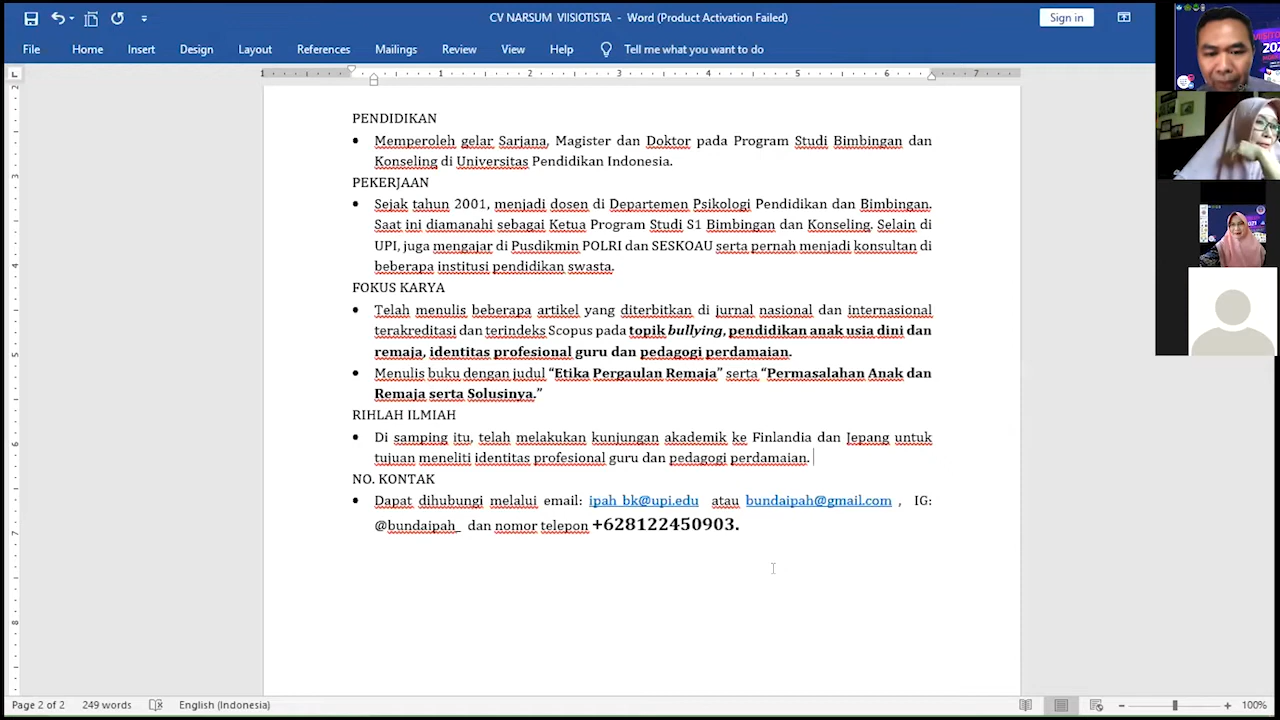 CV NARSUM VIISIOTISTA - Word (Product Activation Failed)
Sign in
File Home Insert Design Layout References Mailings Review View Help Tell me what you want to do
PENDIDIKAN
• Memperoleh gelar Sarjana, Magister dan Doktor pada Program Studi Bimbingan dan
Konseling di Universitas Pendidikan Indonesia.
PEKERJAAN
• Sejak tahun 2001, menjadi dosen di Departemen Psikologi Pendidikan dan Bimbingan.
Saat ini diamanahi sebagai Ketua Program Studi S1 Bimbingan dan Konseling. Selain di
UPI, juga mengajar di Pusdikmin POLRI dan SESKOAU serta pernah menjadi konsultan di
beberapa institusi pendidikan swasta.
FOKUS KARYA
• Telah menulis beberapa artikel yang diterbitkan di jurnal nasional dan internasional
terakreditasi dan terindeks Scopus pada topik bullying, pendidikan anak usia dini dan
remaja, identitas profesional guru dan pedagogi perdamaian.
• Menulis buku dengan judul “Etika Pergaulan Remaja” serta “Permasalahan Anak dan
Remaja serta Solusinya.”
RIHLAH ILMIAH
• Di samping itu, telah melakukan kunjungan akademik ke Finlandia dan Jepang untuk
tujuan meneliti identitas profesional guru dan pedagogi perdamaian.
NO. KONTAK
• Dapat dihubungi melalui email: ipah_bk@upi.edu atau bundaipah@gmail.com , IG:
@bundaipah_ dan nomor telepon +628122450903.
Page 2 of 2 249 words English (Indonesia) 100%